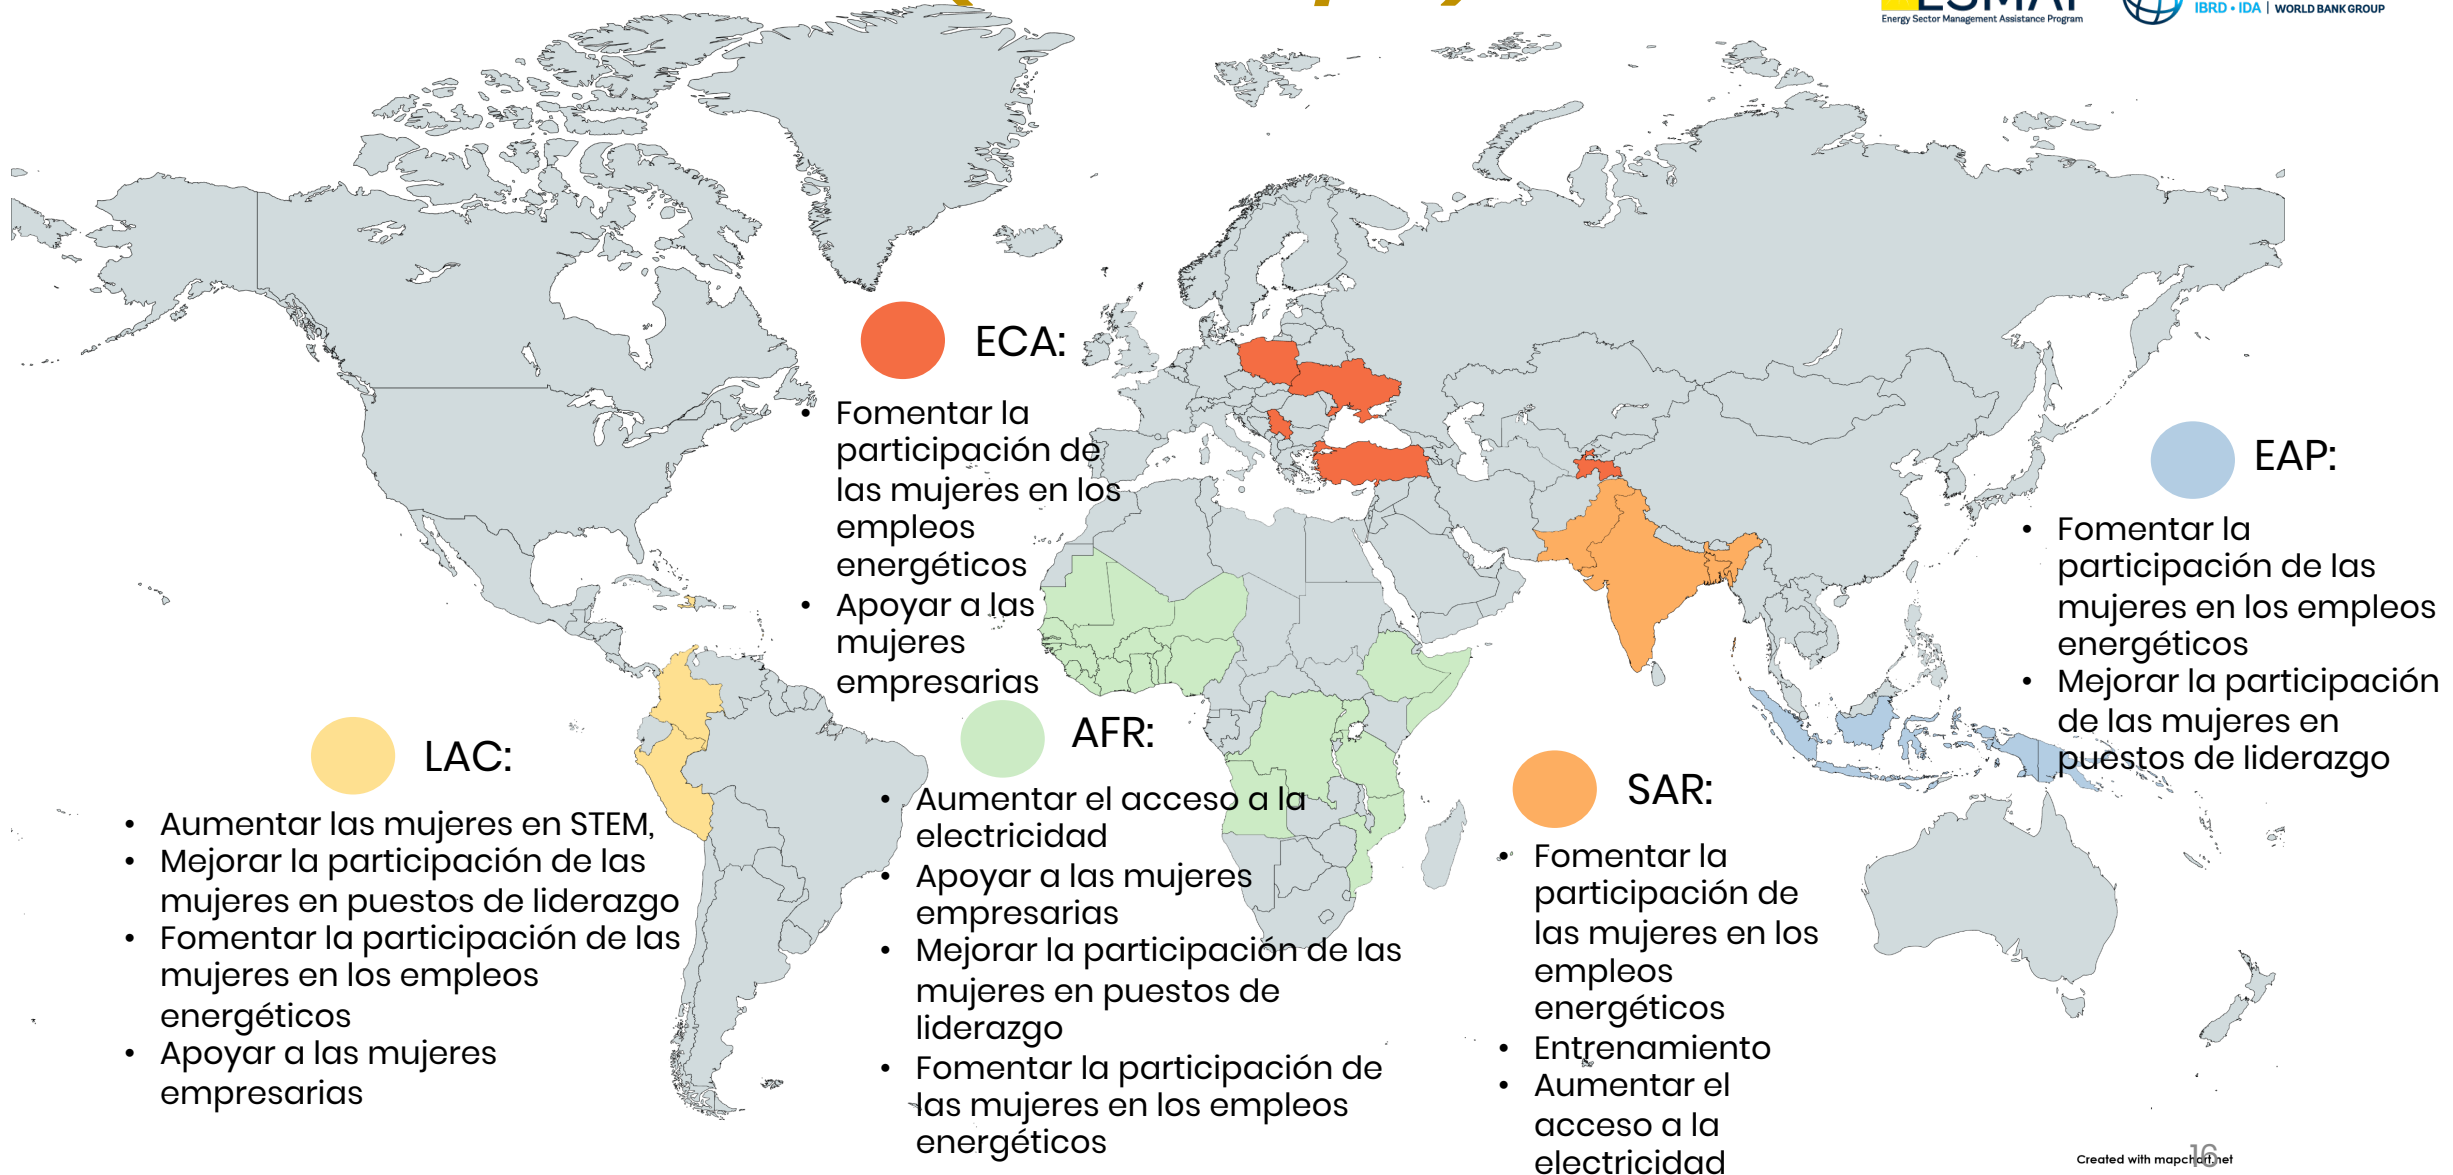 Energy Sector Management Assistance Program
IBRD • IDA | WORLD BANK GROUP
ECA:
• Fomentar la
participación de
las mujeres en los
empleos
energéticos
• Apoyar a las
mujeres
empresarias
EAP:
• Fomentar la
participación de las
mujeres en los empleos
energéticos
• Mejorar la participación
de las mujeres en
puestos de liderazgo
LAC:
• Aumentar las mujeres en STEM,
• Mejorar la participación de las
mujeres en puestos de liderazgo
• Fomentar la participación de las
mujeres en los empleos
energéticos
• Apoyar a las mujeres
empresarias
AFR:
• Aumentar el acceso a la
electricidad
• Apoyar a las mujeres
empresarias
• Mejorar la participación de las
mujeres en puestos de
liderazgo
• Fomentar la participación de
las mujeres en los empleos
energéticos
SAR:
• Fomentar la
participación de
las mujeres en los
empleos
energéticos
• Entrenamiento
• Aumentar el
acceso a la
electricidad
Created with mapchart.net
16